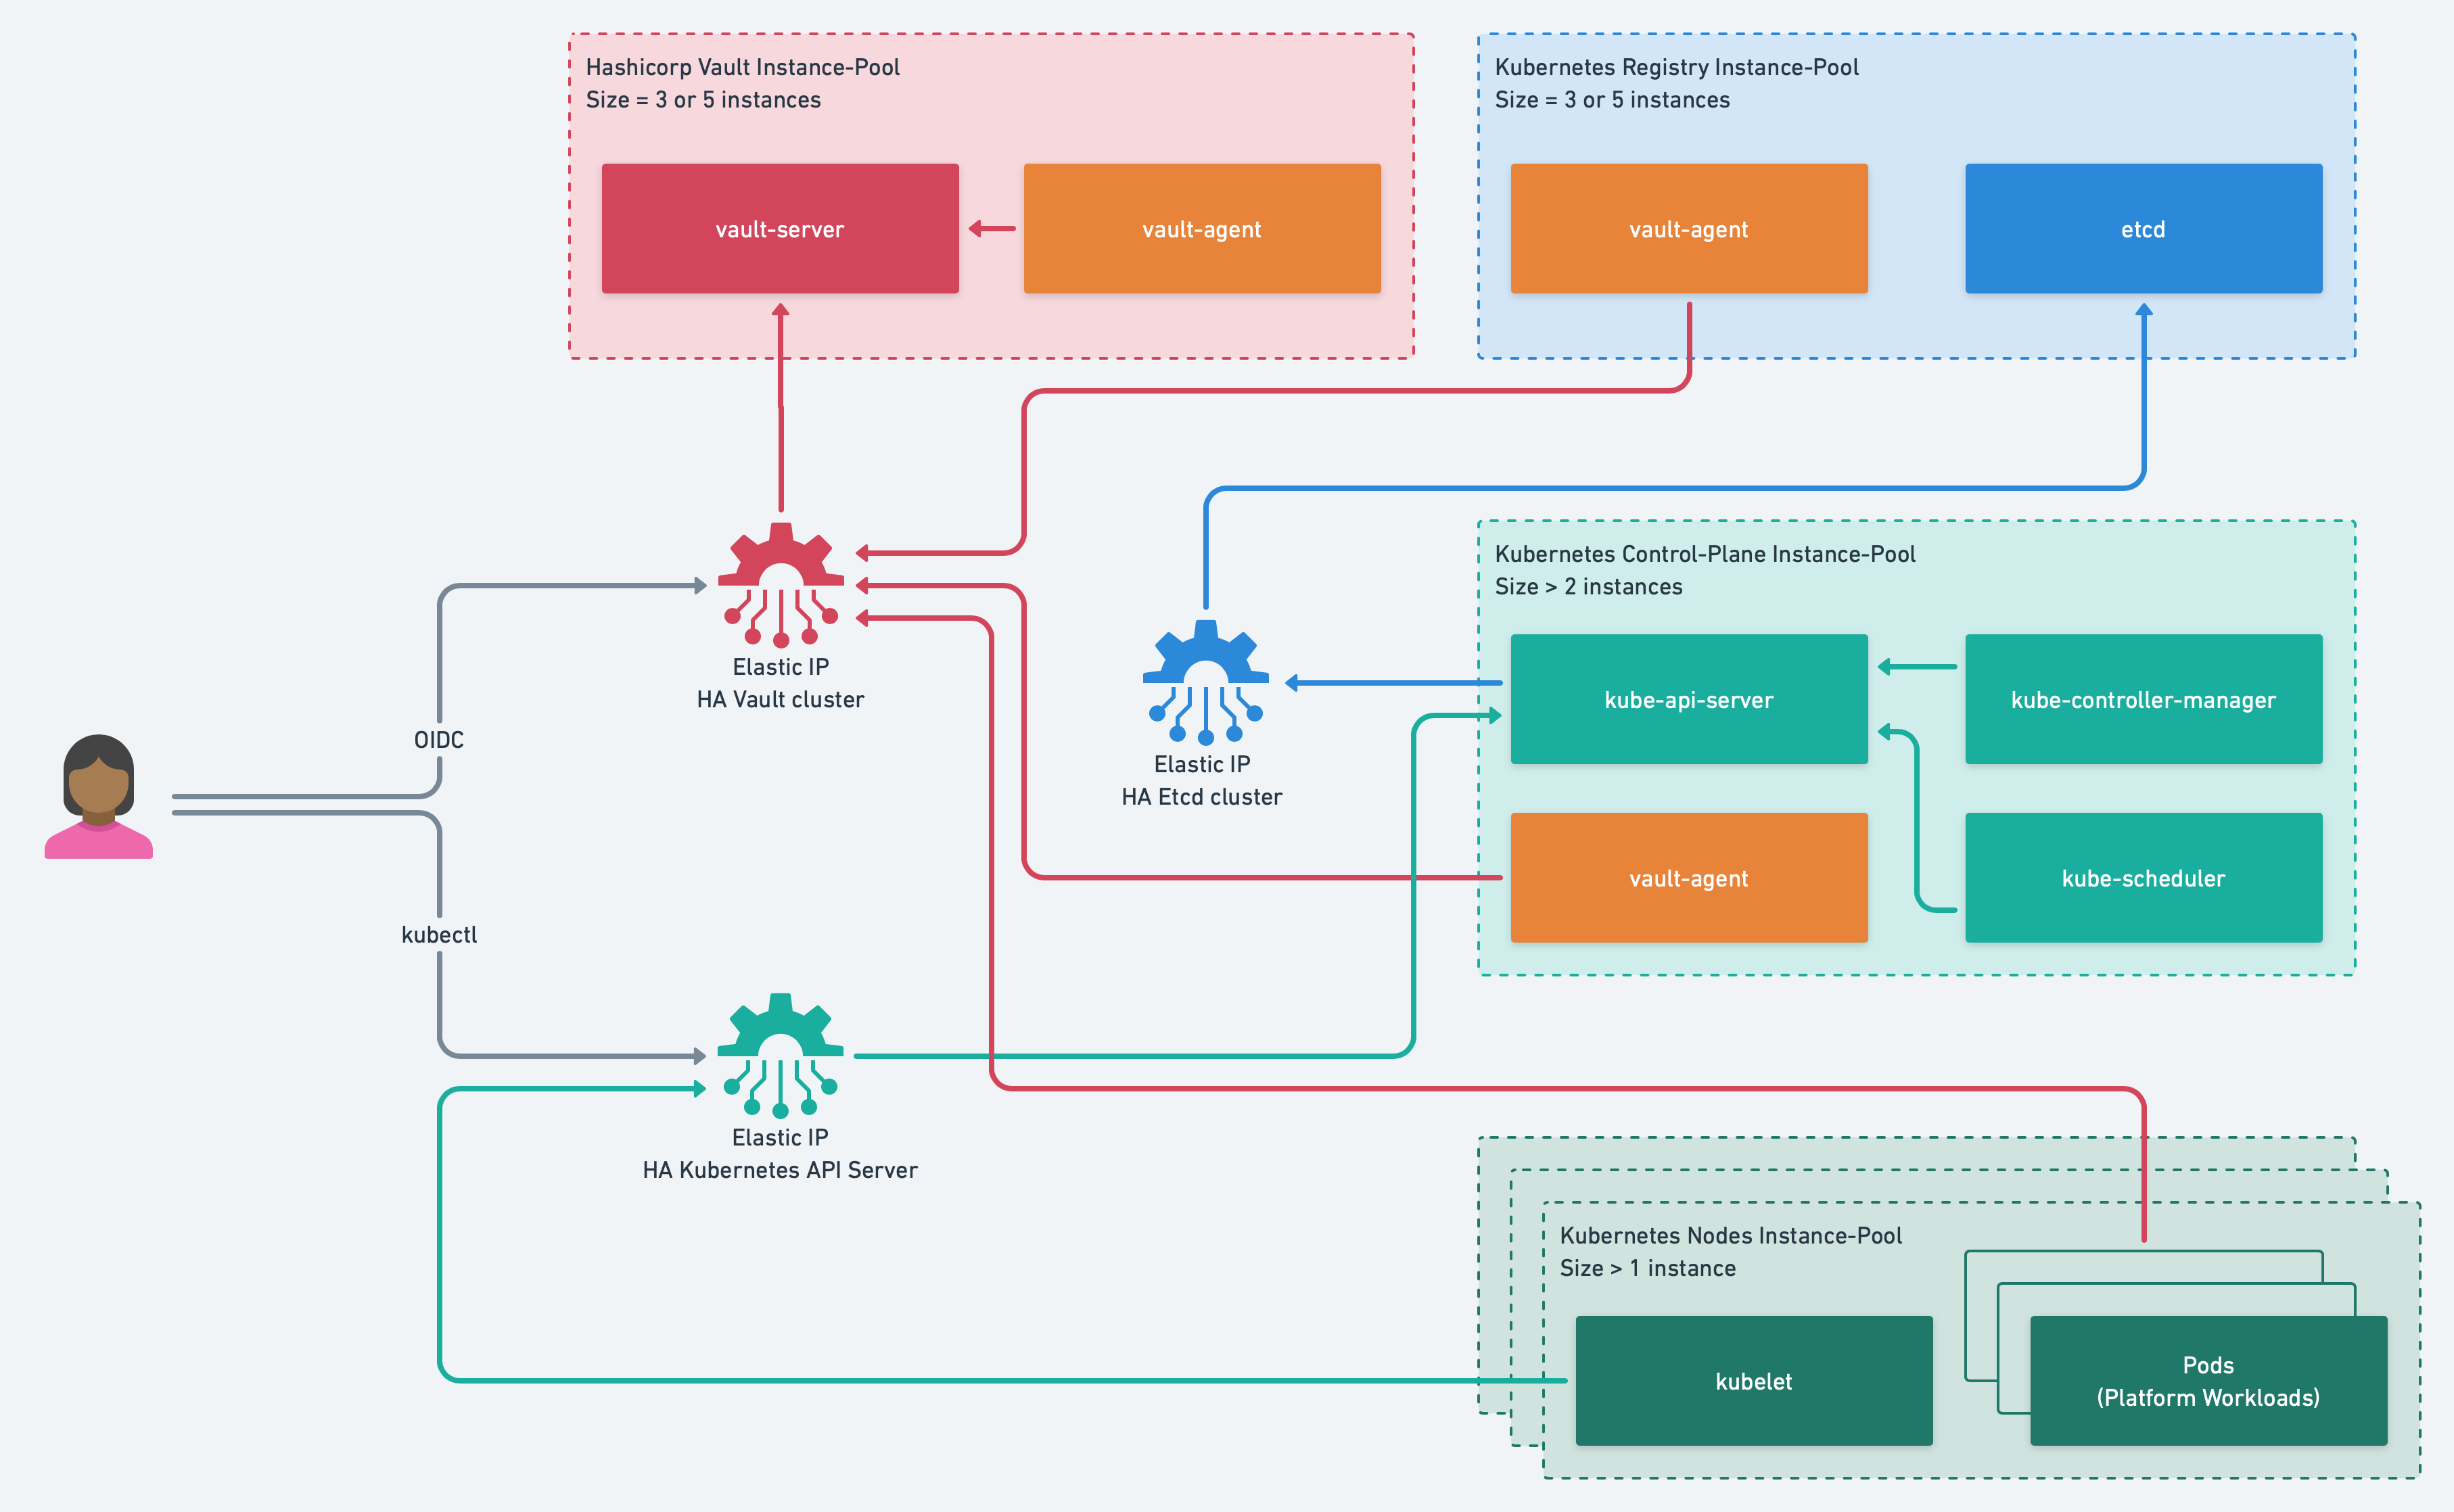 Hashicorp Vault Instance-Pool
Size = 3 or 5 instances
vault-server
vault-agent
Kubernetes Registry Instance-Pool
Size = 3 or 5 instances
vault-agent
etcd
Elastic IP
HA Vault cluster
OIDC
kubectl
Elastic IP
HA Etcd cluster
Kubernetes Control-Plane Instance-Pool
Size > 2 instances
kube-api-server
kube-controller-manager
vault-agent
kube-scheduler
Elastic IP
HA Kubernetes API Server
Kubernetes Nodes Instance-Pool
Size > 1 instance
kubelet
Pods
(Platform Workloads)